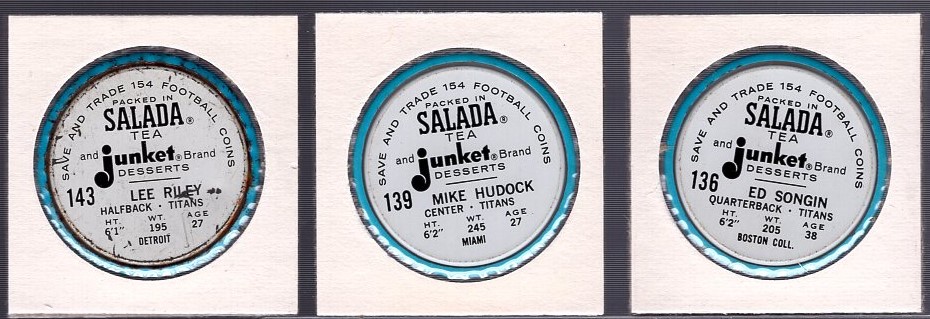 SAVE AND TRADE 154 FOOTBALL COINS
PACKED IN
SALADA®
TEA
and junket® Brand
DESSERTS
143 LEE RILEY
HALFBACK · TITANS
HT. WT. AGE
6'1" 195 27
DETROIT
SAVE AND TRADE 154 FOOTBALL COINS
PACKED IN
SALADA®
TEA
and junket® Brand
DESSERTS
139 MIKE HUDOCK
CENTER · TITANS
HT. WT. AGE
6'2" 245 27
MIAMI
SAVE AND TRADE 154 FOOTBALL COINS
PACKED IN
SALADA®
TEA
and junket® Brand
DESSERTS
136 ED SONGIN
QUARTERBACK · TITANS
HT. WT. AGE
6'2" 205 38
BOSTON COLL.